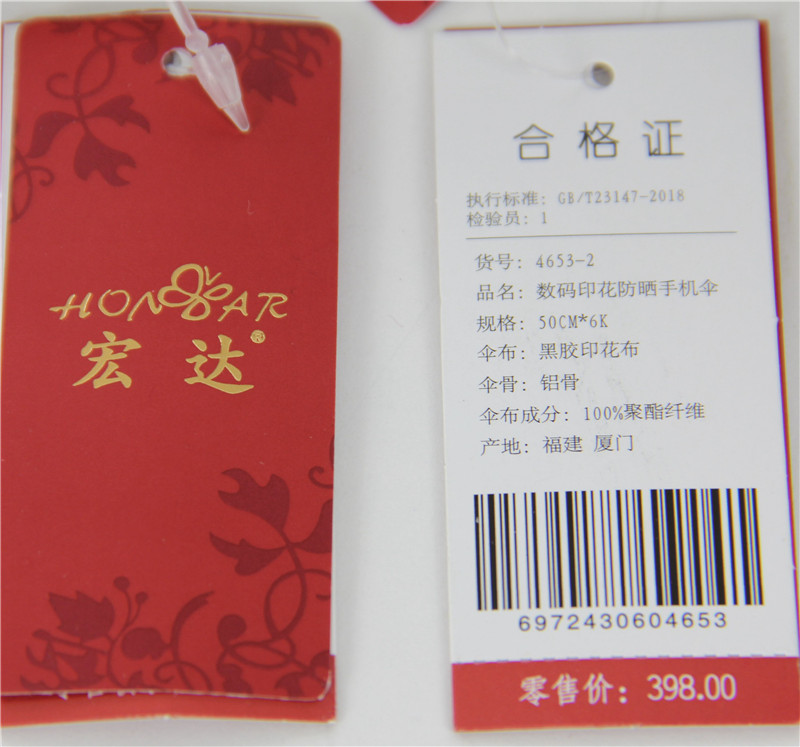 HONBAR
宏达®
合格证
执行标准: GB/T23147-2018
检验员: 1
货号: 4653-2
品名: 数码印花防晒手机伞
规格: 50CM*6K
伞布: 黑胶印花布
伞骨: 铝骨
伞布成分: 100%聚酯纤维
产地: 福建 厦门
6972430604653
零售价: 398.00